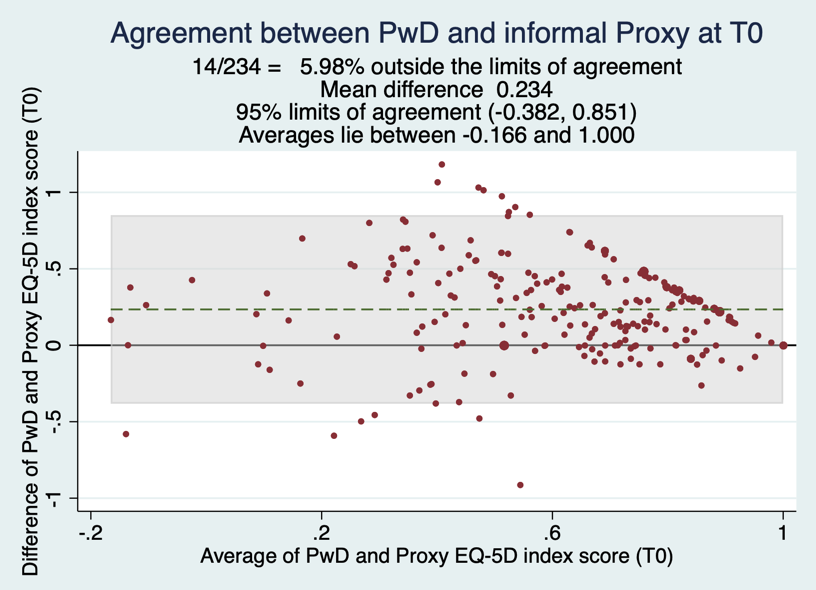 Agreement between PwD and informal Proxy at T0
14/234 = 5.98% outside the limits of agreement
Mean difference 0.234
95% limits of agreement (-0.382, 0.851)
Averages lie between -0.166 and 1.000
Difference of PwD and Proxy EQ-5D index score (T0)
1
.5
0
-.5
-1
-.2
.2
.6
1
Average of PwD and Proxy EQ-5D index score (T0)